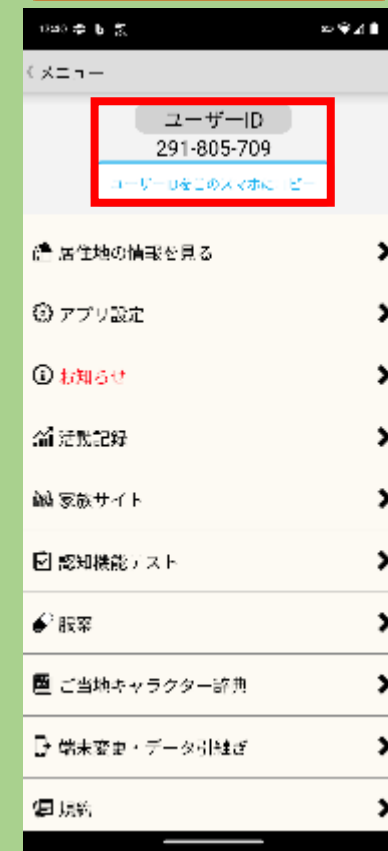 メニュー
ユーザーID
291-805-709
ユーザーIDをこのスマホにコピー
居住地の情報を見る
アプリ設定
お知らせ
活動記録
家族サイト
認知機能テスト
服薬
ご当地キャラクター辞典
端末変更・データ引継ぎ
規約